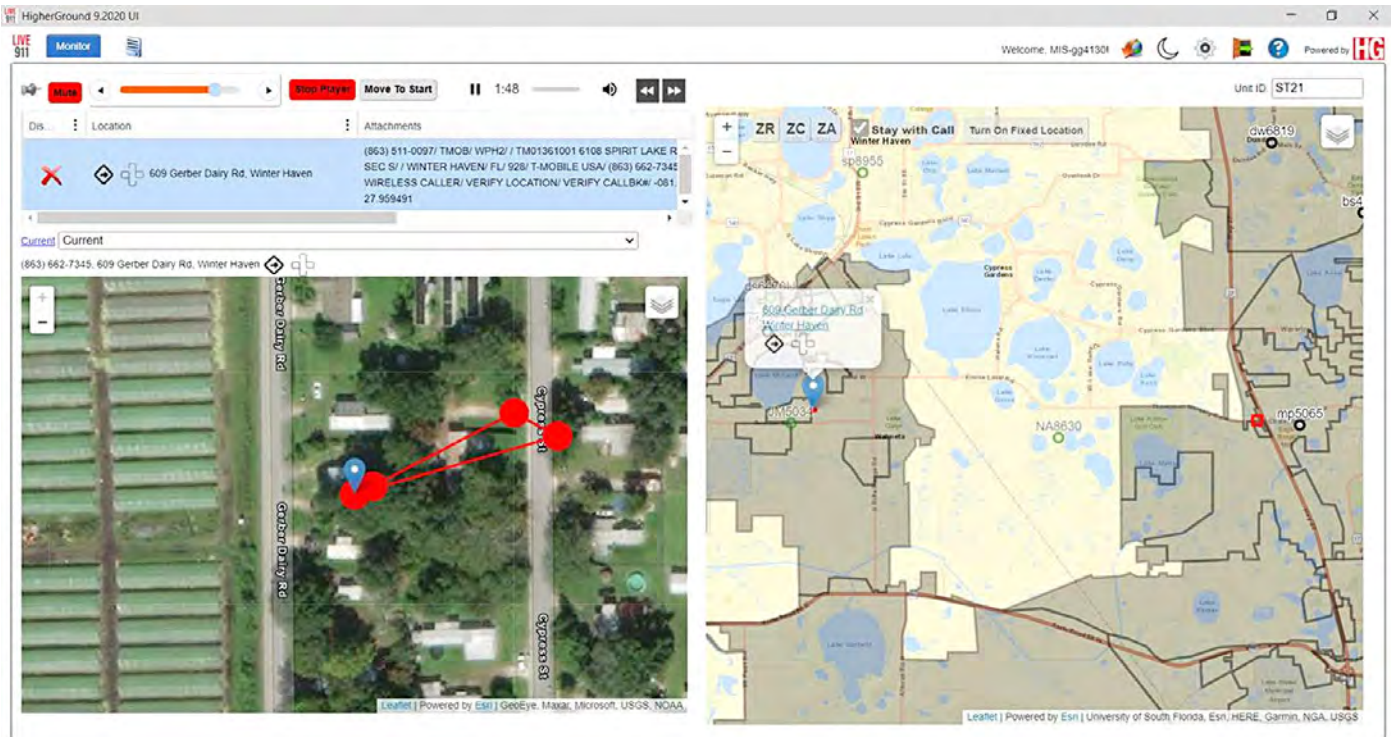 HigherGround 9.2020 UI
LIVE
911
Monitor
Welcome, MIS-gg4130!
Powered by HG
Mute
Stop Player
Move To Start
1:48
Unit ID: ST21
Dis...
Location
Attachments
609 Gerber Dairy Rd, Winter Haven
(863) 511-0097/ TMOB/ WPH2/ / TM01361001 6108 SPIRIT LAKE R
SEC S/ / WINTER HAVEN/ FL/ 928/ T-MOBILE USA/ (863) 662-7345
WIRELESS CALLER/ VERIFY LOCATION/ VERIFY CALLBK#/ -081.
27.959491
Current
Current
(863) 662-7345, 609 Gerber Dairy Rd, Winter Haven
+
−
Gerber Dairy Rd
Cypress St
Gerber Dairy Rd
Cypress St
Leaflet | Powered by Esri | GeoEye, Maxar, Microsoft, USGS, NOAA
+
−
ZR
ZC
ZA
Stay with Call
Turn On Fixed Location
Winter Haven
sp8955
dw6819
bs4
Cypress Gardens Blvd
Cypress
Gardens
609 Gerber Dairy Rd
Winter Haven
JM5034
NA8630
mp5065
Wahneta
Leaflet | Powered by Esri | University of South Florida, Esri, HERE, Garmin, NGA, USGS